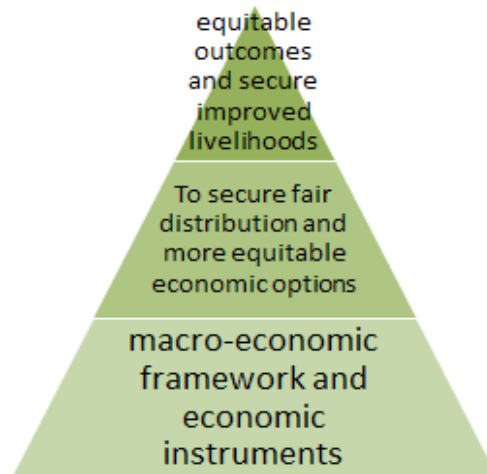 equitable
outcomes
and secure
improved
livelihoods
To secure fair
distribution and
more equitable
economic options
macro-economic
framework and
economic
instruments